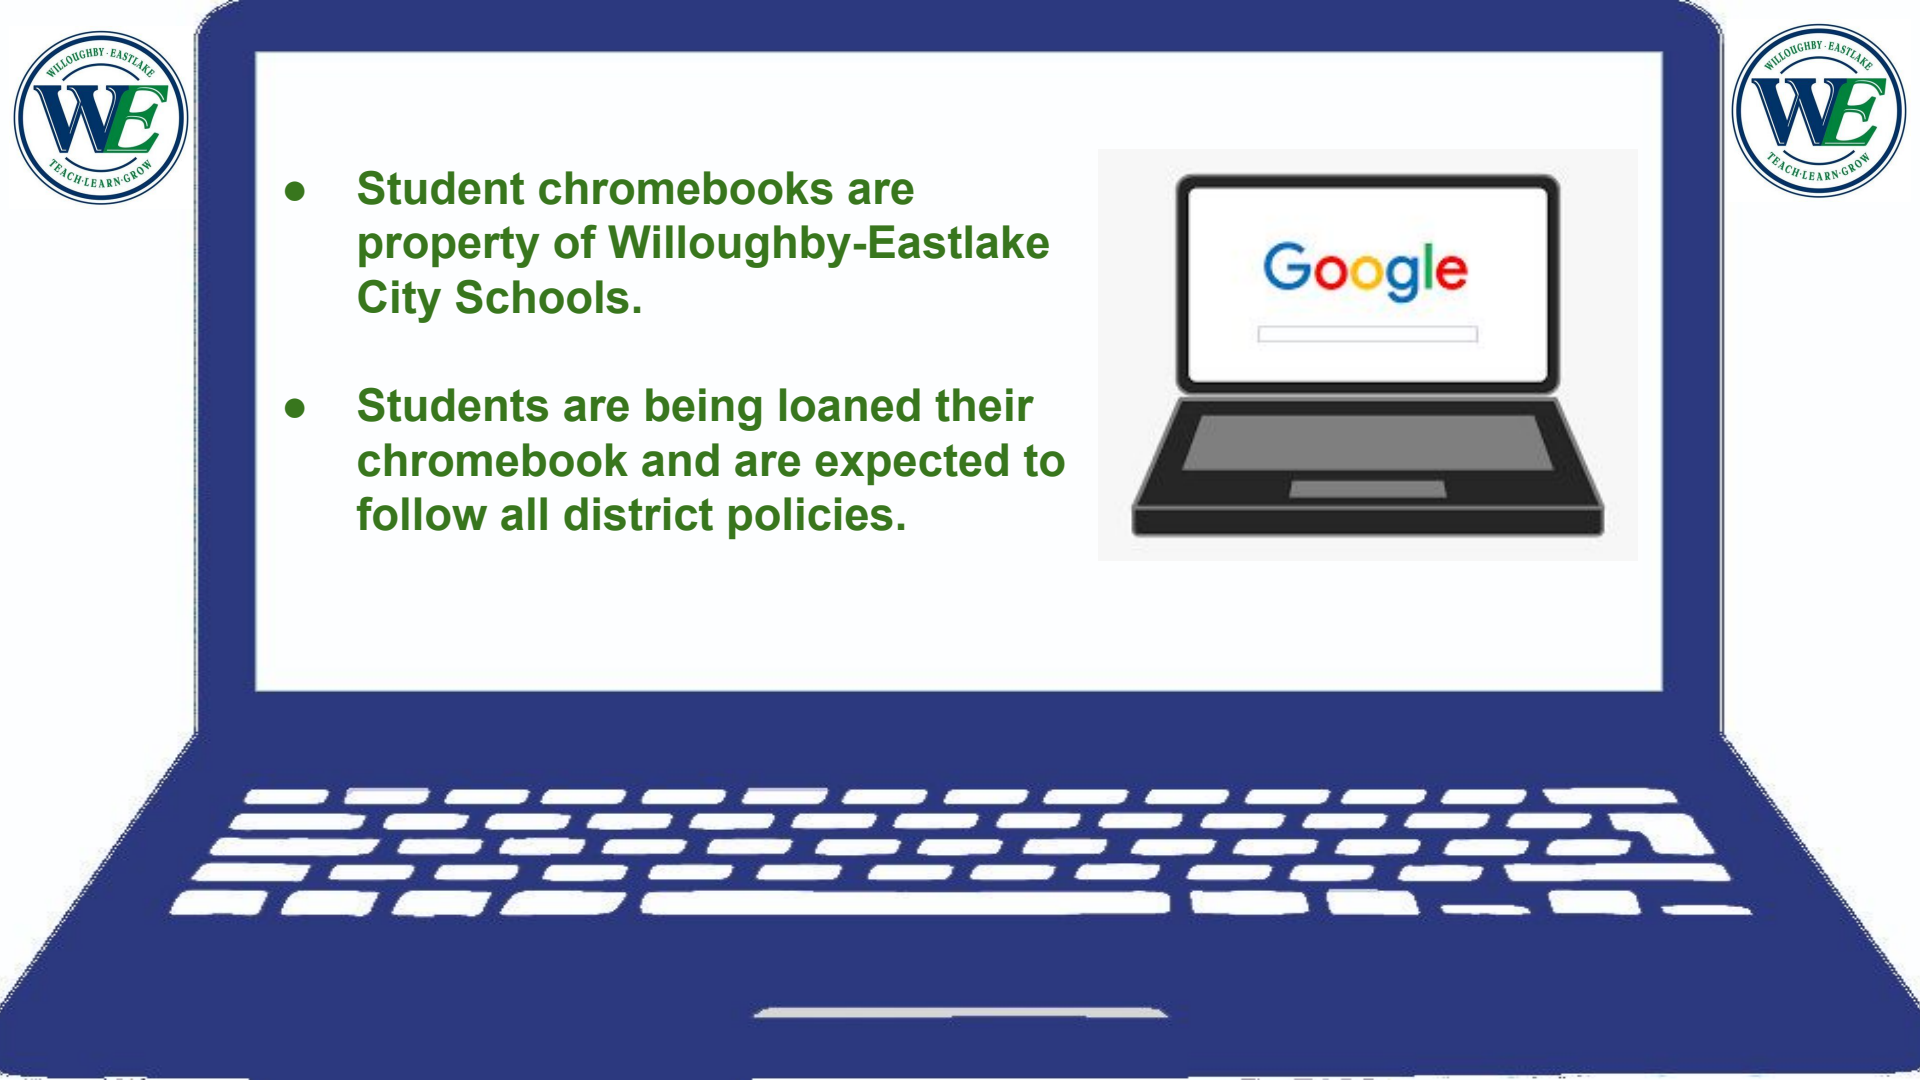 WILLOUGHBY · EASTLAKE
WE
TEACH·LEARN·GROW
WILLOUGHBY · EASTLAKE
WE
TEACH·LEARN·GROW
● Student chromebooks are
property of Willoughby-Eastlake
City Schools.
● Students are being loaned their
chromebook and are expected to
follow all district policies.
Google